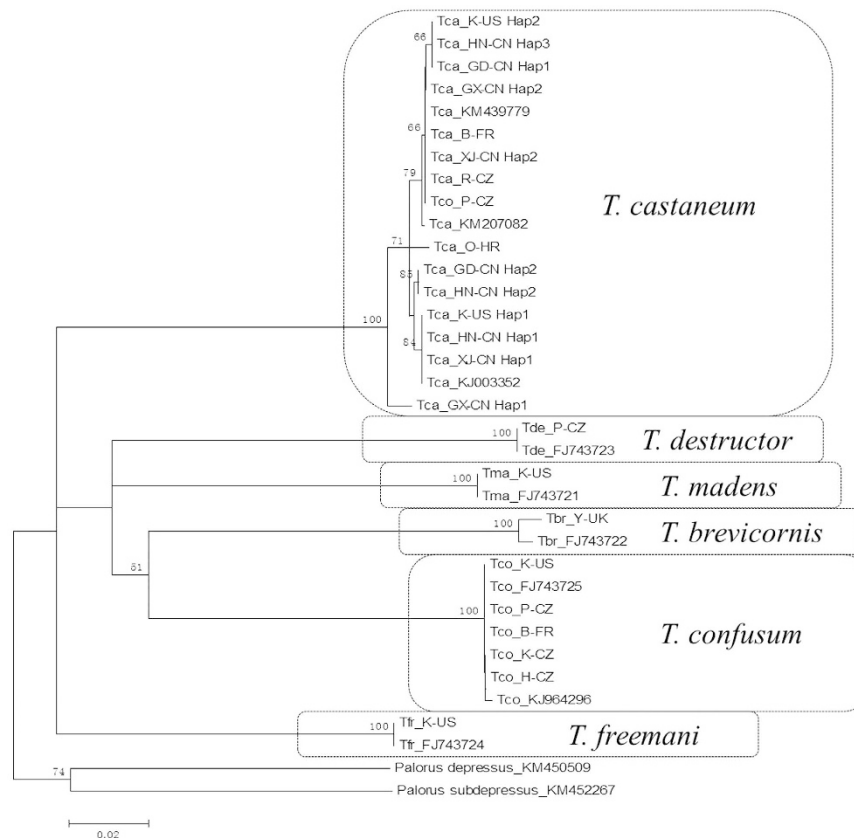 Tca_K-US Hap2
66
Tca_HN-CN Hap3
Tca_GD-CN Hap1
Tca_GX-CN Hap2
Tca_KM439779
66
Tca_B-FR
Tca_XJ-CN Hap2
79
Tca_R-CZ
Tco_P-CZ
T. castaneum
Tca_KM207082
71
Tca_O-HR
85
Tca_GD-CN Hap2
Tca_HN-CN Hap2
Tca_K-US Hap1
100
Tca_HN-CN Hap1
84
Tca_XJ-CN Hap1
Tca_KJ003352
Tca_GX-CN Hap1
100
Tde_P-CZ
T. destructor
Tde_FJ743723
100
Tma_K-US
T. madens
Tma_FJ743721
100
Tbr_Y-UK
T. brevicornis
Tbr_FJ743722
51
Tco_K-US
Tco_FJ743725
100
Tco_P-CZ
Tco_B-FR
T. confusum
Tco_K-CZ
Tco_H-CZ
Tco_KJ964296
100
Tfr_K-US
T. freemani
Tfr_FJ743724
74
Palorus depressus_KM450509
Palorus subdepressus_KM452267
0.02